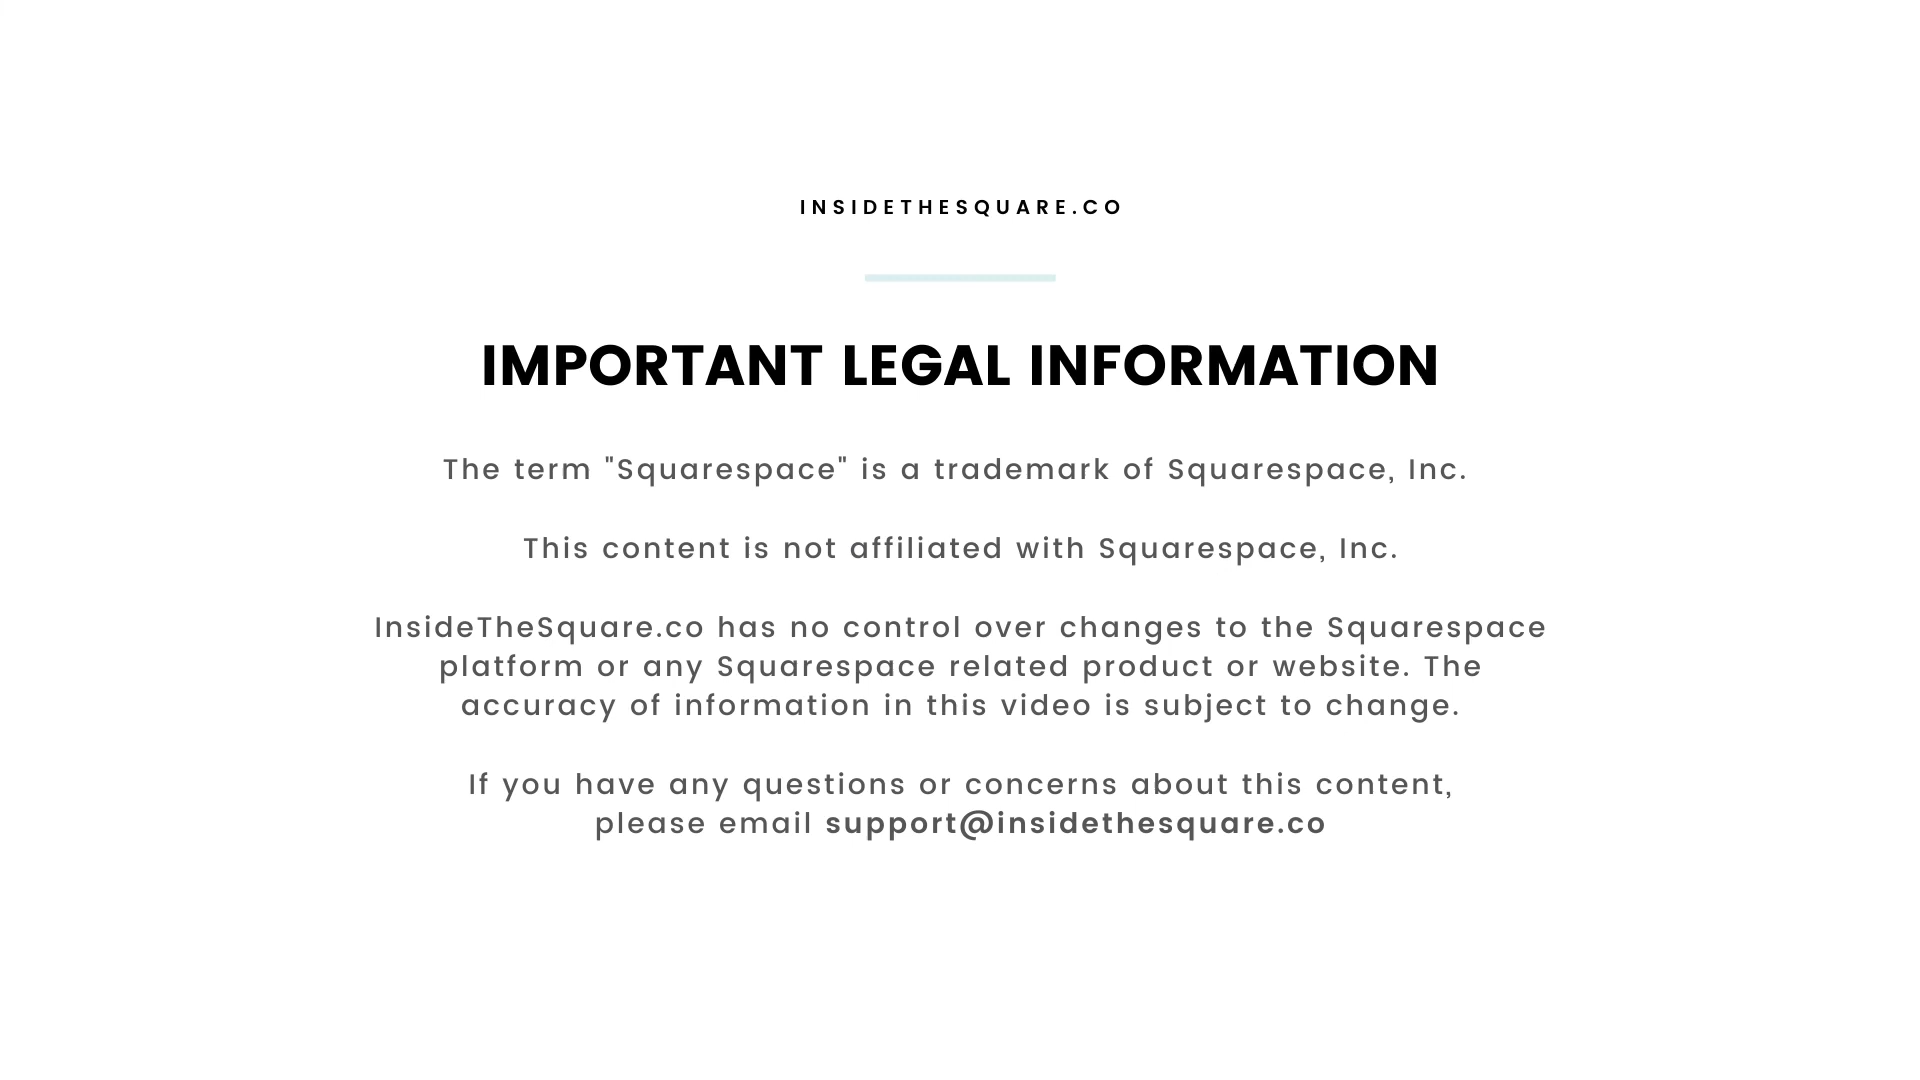 INSIDETHESQUARE.CO
IMPORTANT LEGAL INFORMATION
The term "Squarespace" is a trademark of Squarespace, Inc.
This content is not affiliated with Squarespace, Inc.
InsideTheSquare.co has no control over changes to the Squarespace
platform or any Squarespace related product or website. The
accuracy of information in this video is subject to change.
If you have any questions or concerns about this content,
please email support@insidethesquare.co